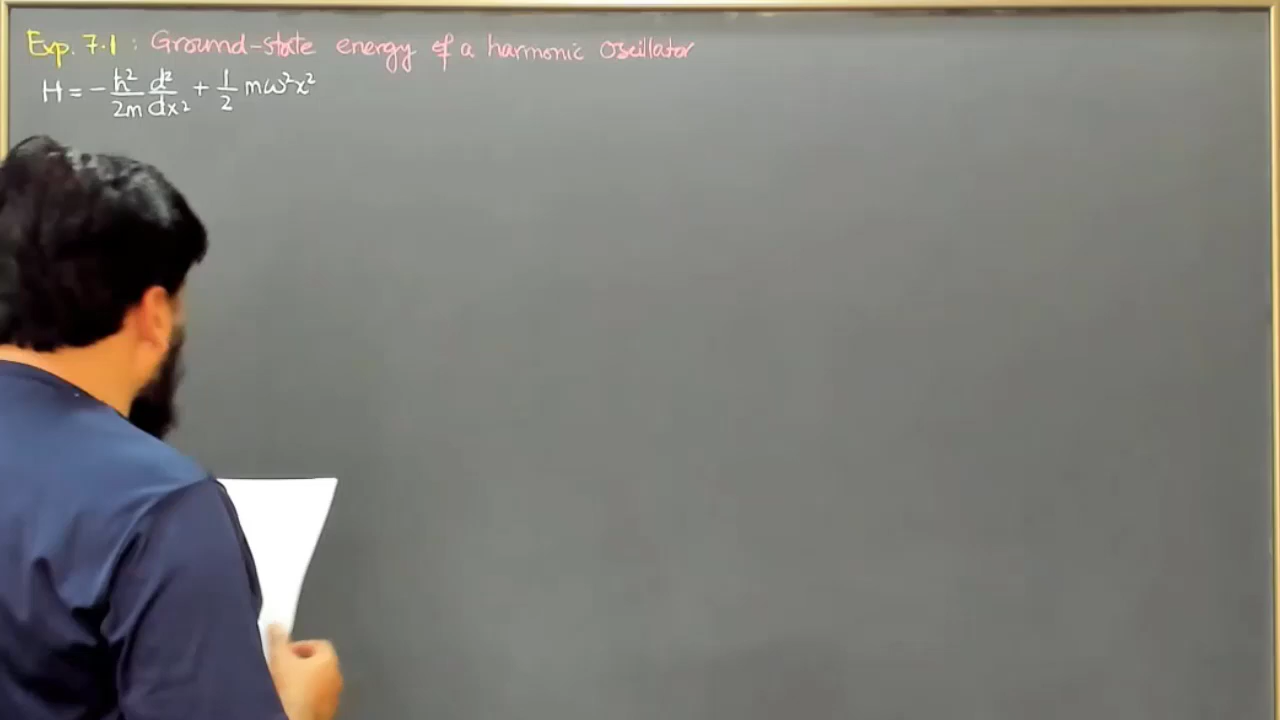 Exp. 7.1 : Ground-state energy of a harmonic Oscillator
H = -ħ²/2m d²/dx² + 1/2 mω²x²